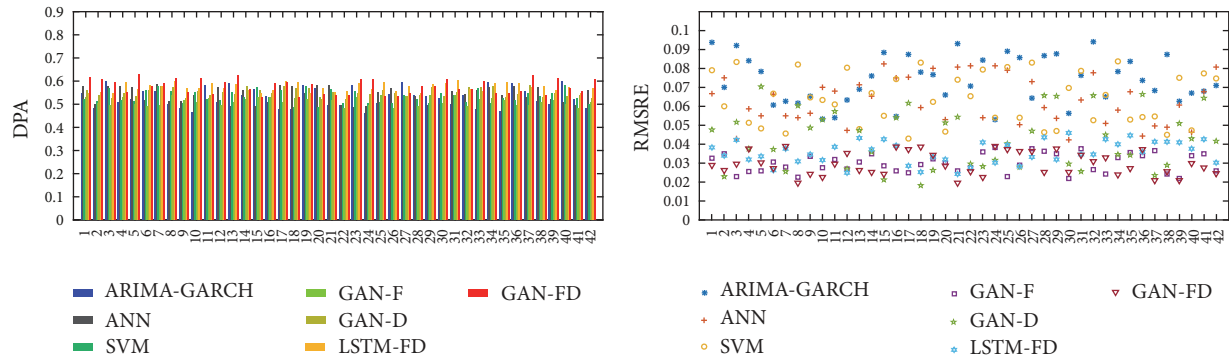 0.9
0.8
0.7
0.6
0.5
0.4
0.3
0.2
0.1
0
DPA
1 2 3 4 5 6 7 8 9 10 11 12 13 14 15 16 17 18 19 20 21 22 23 24 25 26 27 28 29 30 31 32 33 34 35 36 37 38 39 40 41 42
ARIMA-GARCH GAN-F GAN-FD
ANN GAN-D
SVM LSTM-FD
0.1
0.09
0.08
0.07
0.06
0.05
0.04
0.03
0.02
0.01
0
RMSRE
1 2 3 4 5 6 7 8 9 10 11 12 13 14 15 16 17 18 19 20 21 22 23 24 25 26 27 28 29 30 31 32 33 34 35 36 37 38 39 40 41 42
ARIMA-GARCH GAN-F GAN-FD
ANN GAN-D
SVM LSTM-FD